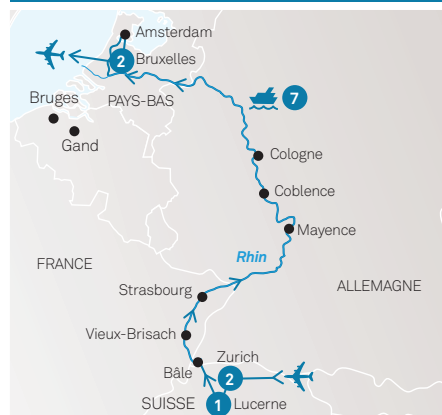 Amsterdam
2 Bruxelles
Bruges
PAYS-BAS
7
Gand
Cologne
Coblence
Mayence
Rhin
FRANCE
ALLEMAGNE
Strasbourg
Vieux-Brisach
Zurich
Bâle
2
SUISSE
1 Lucerne